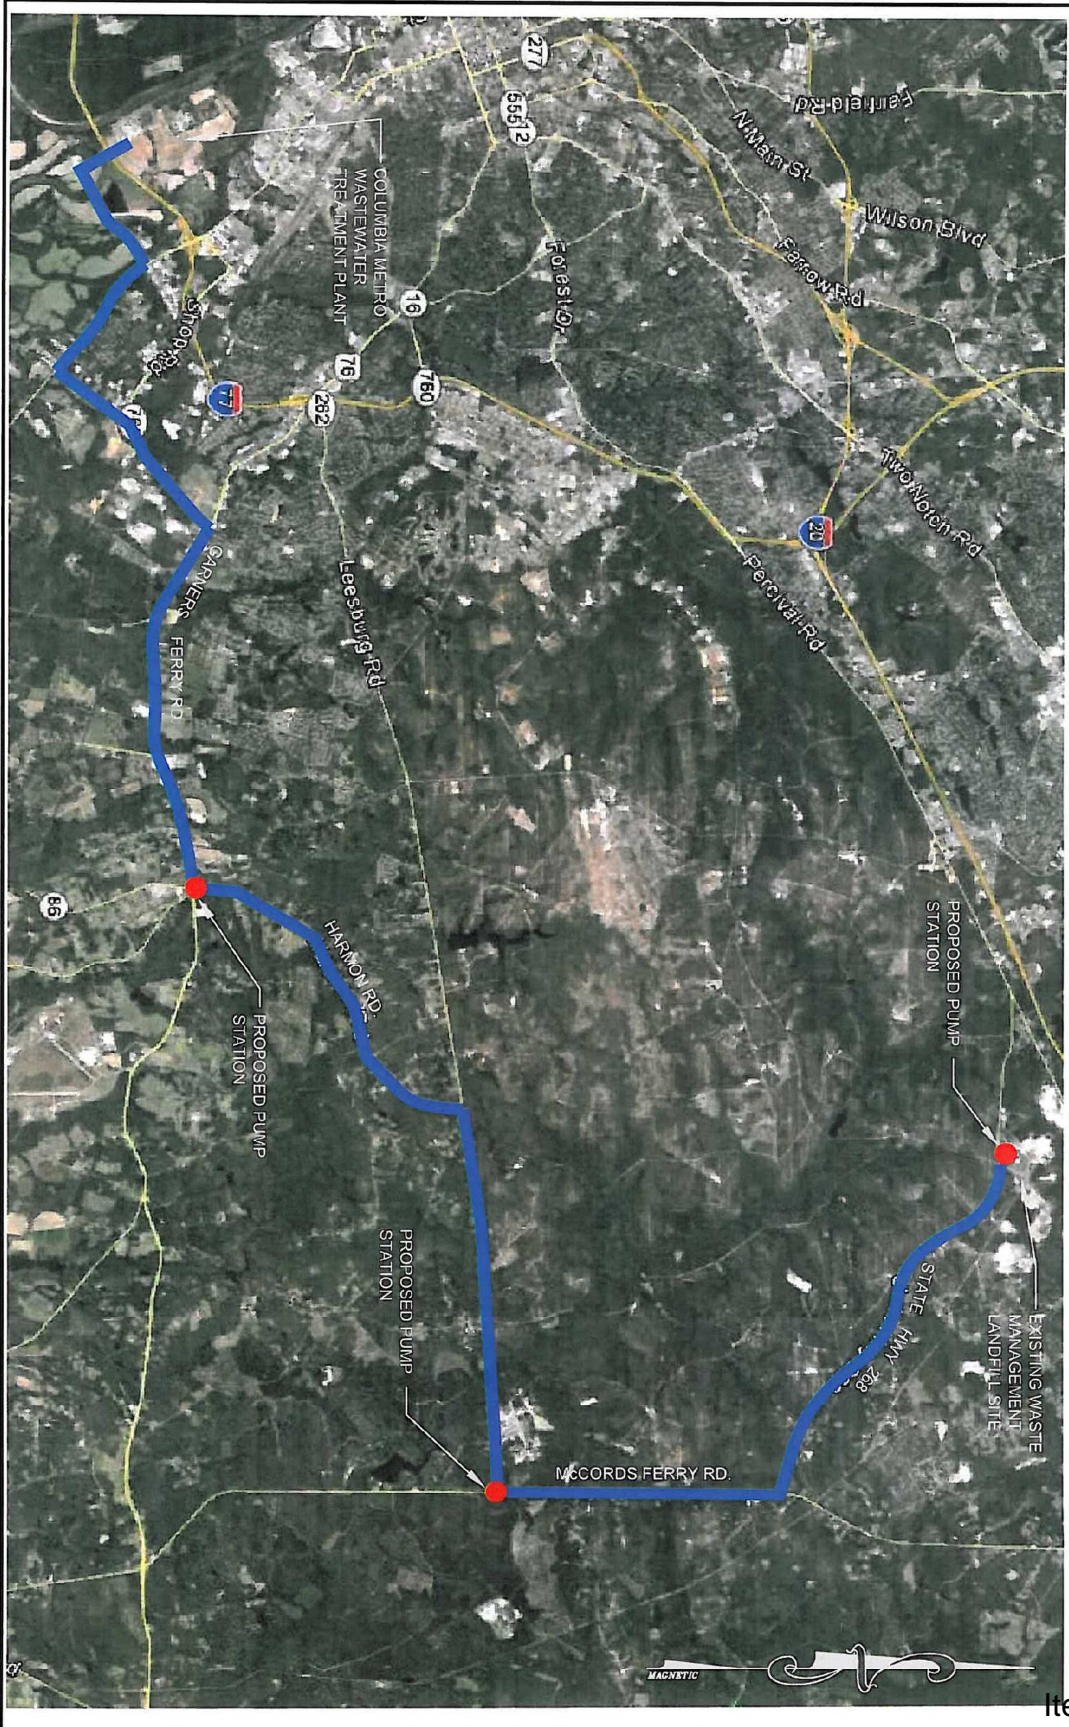 277
555
12
Fairfield Rd
N Main St
Wilson Blvd
Farrow Rd
Forest Dr
COLUMBIA METRO
WASTEWATER
TREATMENT PLANT
16
76
760
262
77
Shop Rd
Two Notch Rd
20
Percival Rd
Leesburg Rd
GARNERS
FERRY RD
PROPOSED PUMP
STATION
HARMON RD.
PROPOSED PUMP
STATION
PROPOSED PUMP
STATION
STATE HWY 268
EXISTING WASTE
MANAGEMENT
LANDFILL SITE
McCORDS FERRY RD.
MAGNETIC
Ite